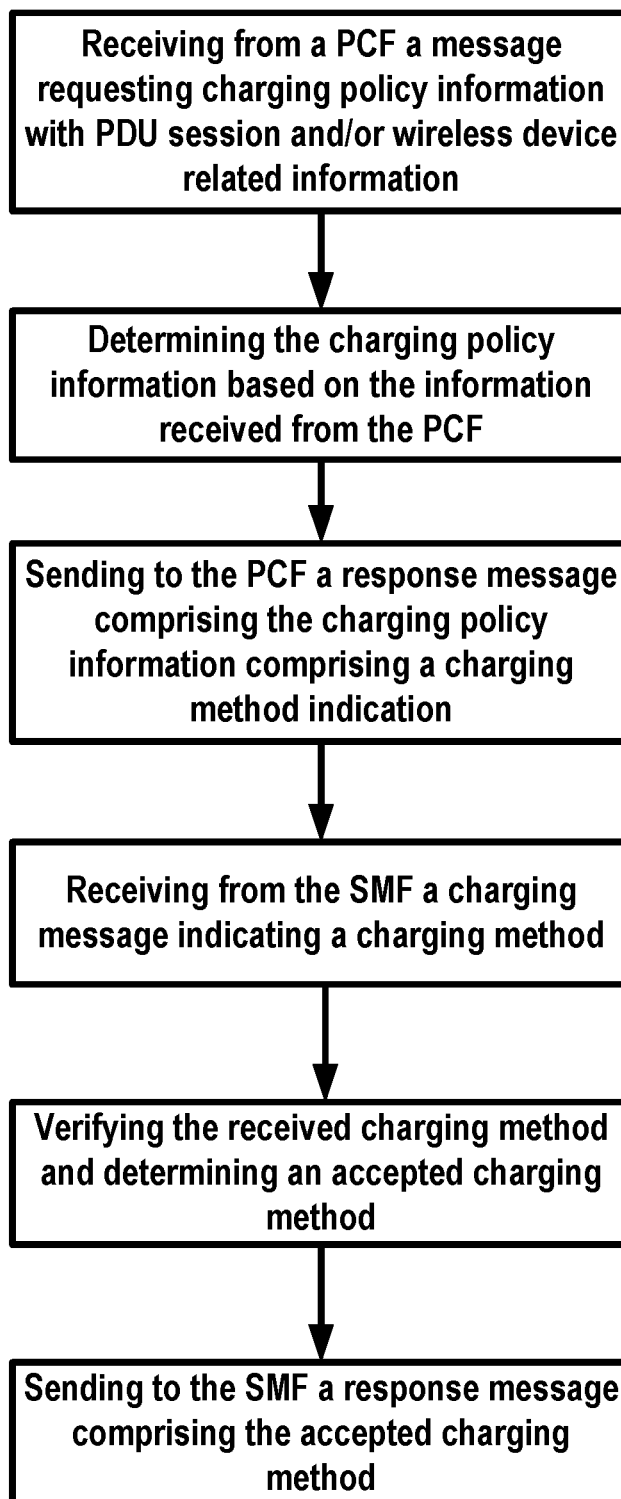 Receiving from a PCF a message
requesting charging policy information
with PDU session and/or wireless device
related information
Determining the charging policy
information based on the information
received from the PCF
Sending to the PCF a response message
comprising the charging policy
information comprising a charging
method indication
Receiving from the SMF a charging
message indicating a charging method
Verifying the received charging method
and determining an accepted charging
method
Sending to the SMF a response message
comprising the accepted charging
method